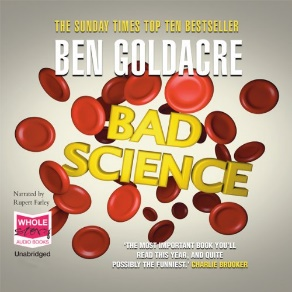 THE SUNDAY TIMES TOP TEN BESTSELLER
BEN GOLDACRE
BAD
SCIENCE
Narrated by
Rupert Farley
WHOLE
Story
AUDIO BOOKS
Unabridged
'THE MOST IMPORTANT BOOK YOU'LL
READ THIS YEAR, AND QUITE
POSSIBLY THE FUNNIEST.' CHARLIE BROOKER